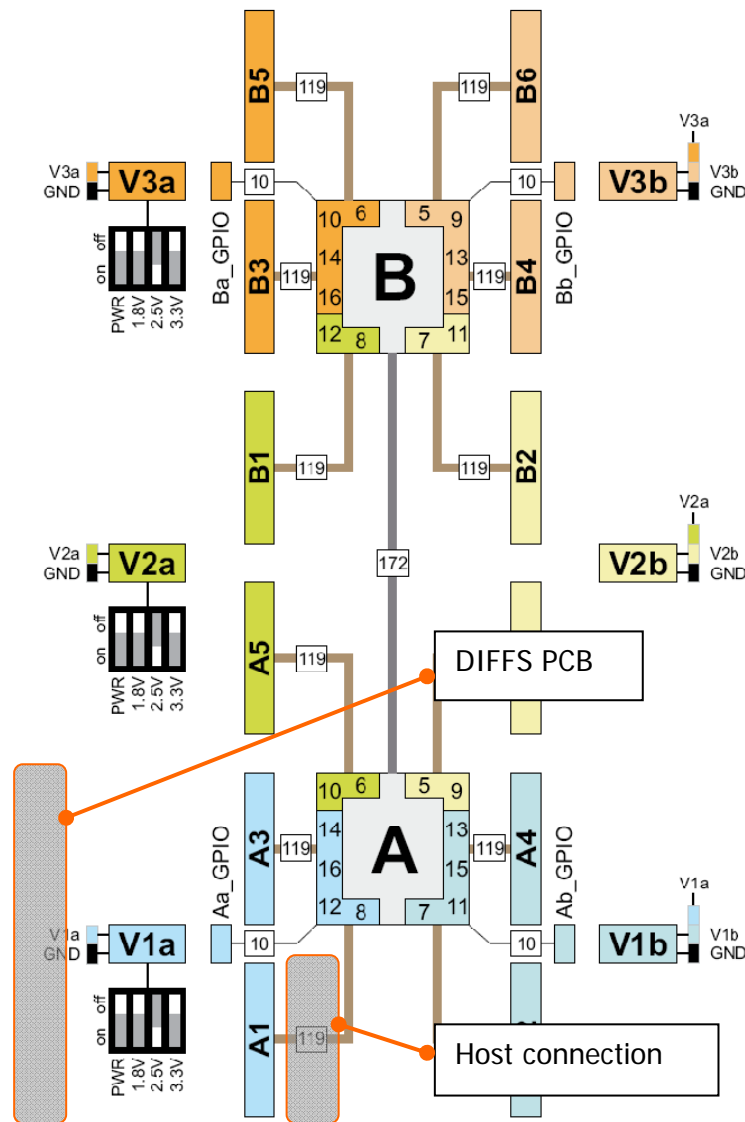 B5
119
119
B6
V3a
GND
V3a
10
10
V3b
V3a
V3b
GND
Ba_GPIO
Bb_GPIO
off
on
PWR
1.8V
2.5V
3.3V
B3
119
10
6
5
9
14
13
16
15
12
8
7
11
B
119
B4
B1
119
119
B2
V2a
GND
V2a
172
V2b
V2a
V2b
GND
off
on
PWR
1.8V
2.5V
3.3V
A5
119
DIFFS PCB
Aa_GPIO
A3
119
10
6
5
9
14
13
16
15
12
8
7
11
A
119
A4
Ab_GPIO
V1a
GND
V1a
10
10
V1b
V1a
V1b
GND
off
on
PWR
1.8V
2.5V
3.3V
A1
119
Host connection